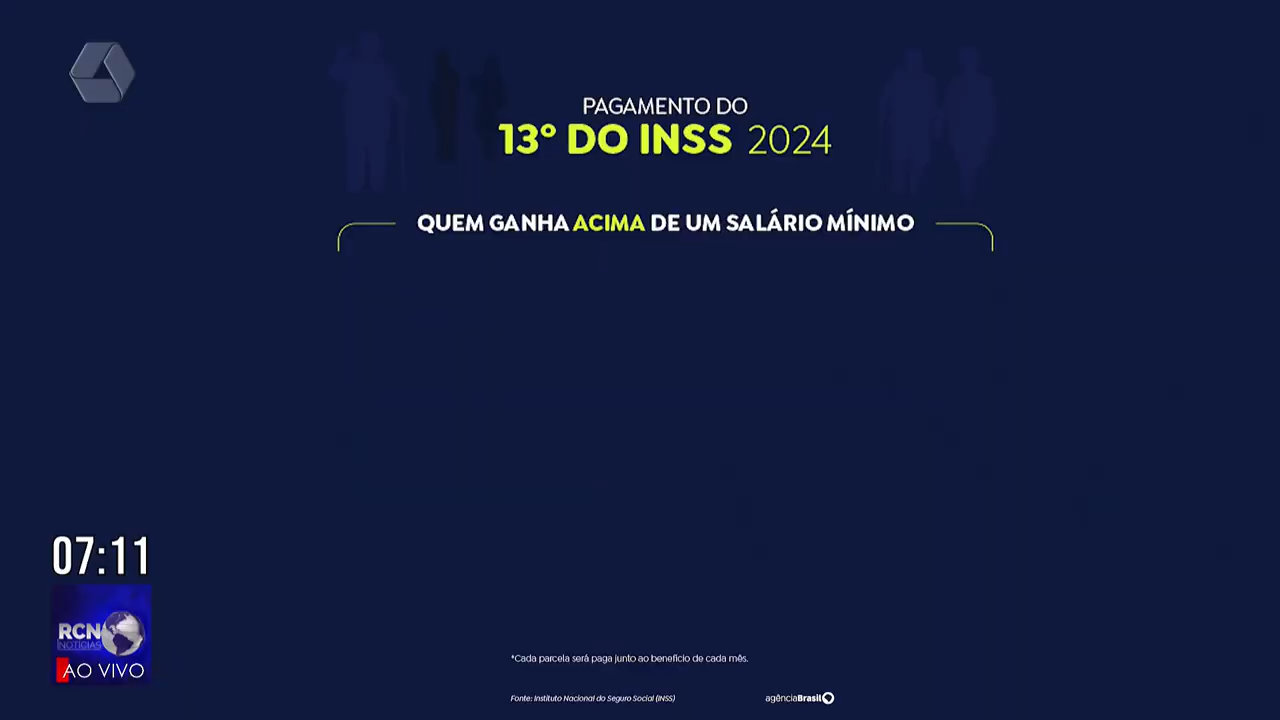 PAGAMENTO DO
13º DO INSS 2024
QUEM GANHA ACIMA DE UM SALÁRIO MÍNIMO
07:11
RCN
NOTÍCIAS
AO VIVO
*Cada parcela será paga junto ao benefício de cada mês.
Fonte: Instituto Nacional do Seguro Social (INSS)
agênciaBrasil